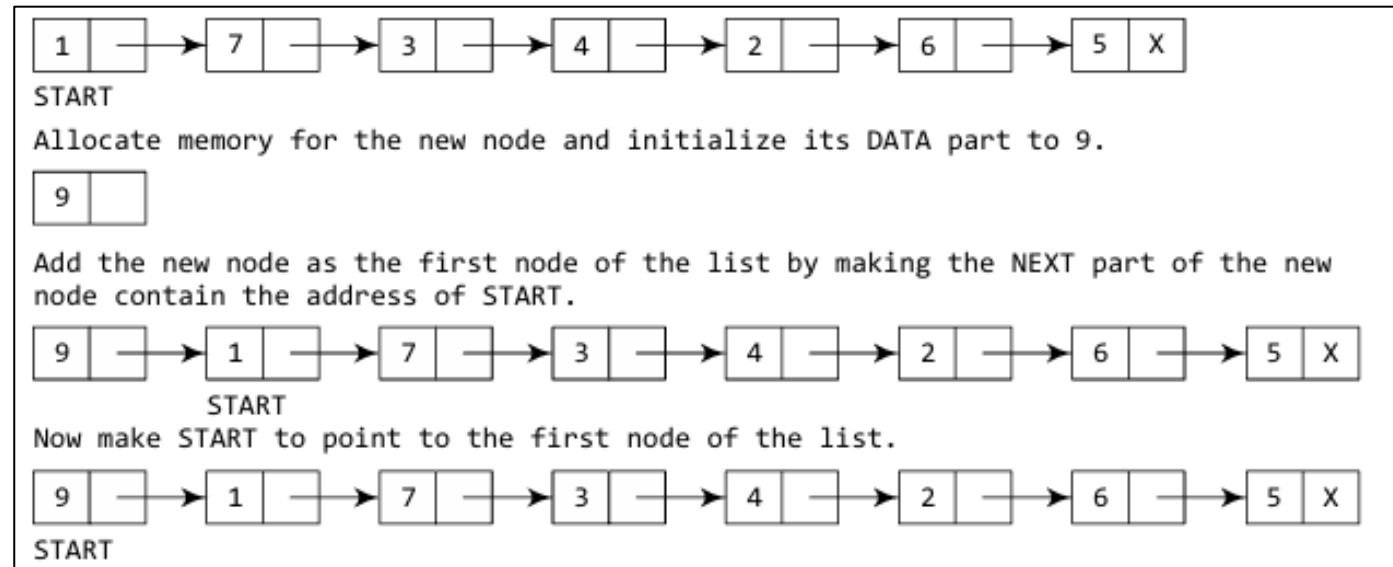 1 7 3 4 2 6 5 X
START
Allocate memory for the new node and initialize its DATA part to 9.
9
Add the new node as the first node of the list by making the NEXT part of the new
node contain the address of START.
9 1 7 3 4 2 6 5 X
START
Now make START to point to the first node of the list.
9 1 7 3 4 2 6 5 X
START